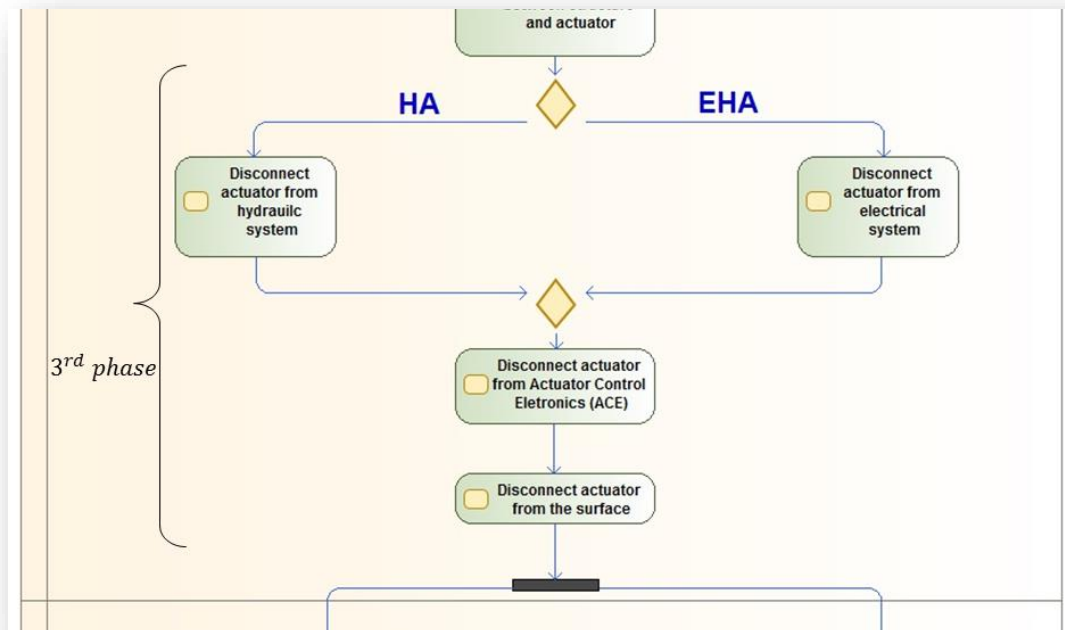 and actuator
HA
EHA
Disconnect
actuator from
hydrauilc
system
Disconnect
actuator from
electrical
system
3rd phase
Disconnect actuator
from Actuator Control
Eletronics (ACE)
Disconnect actuator
from the surface